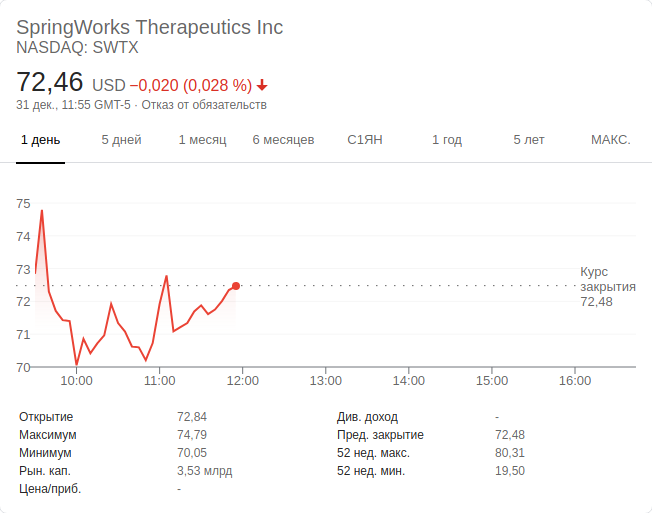 SpringWorks Therapeutics Inc
NASDAQ: SWTX
72,46 USD −0,020 (0,028 %)
31 дек., 11:55 GMT-5 · Отказ от обязательств
1 день 5 дней 1 месяц 6 месяцев С1ЯН 1 год 5 лет МАКС.
75
74
73
72
71
70
Курс
закрытия
72,48
10:00 11:00 12:00 13:00 14:00 15:00 16:00
Открытие 72,84 Див. доход -
Максимум 74,79 Пред. закрытие 72,48
Минимум 70,05 52 нед. макс. 80,31
Рын. кап. 3,53 млрд 52 нед. мин. 19,50
Цена/приб. -